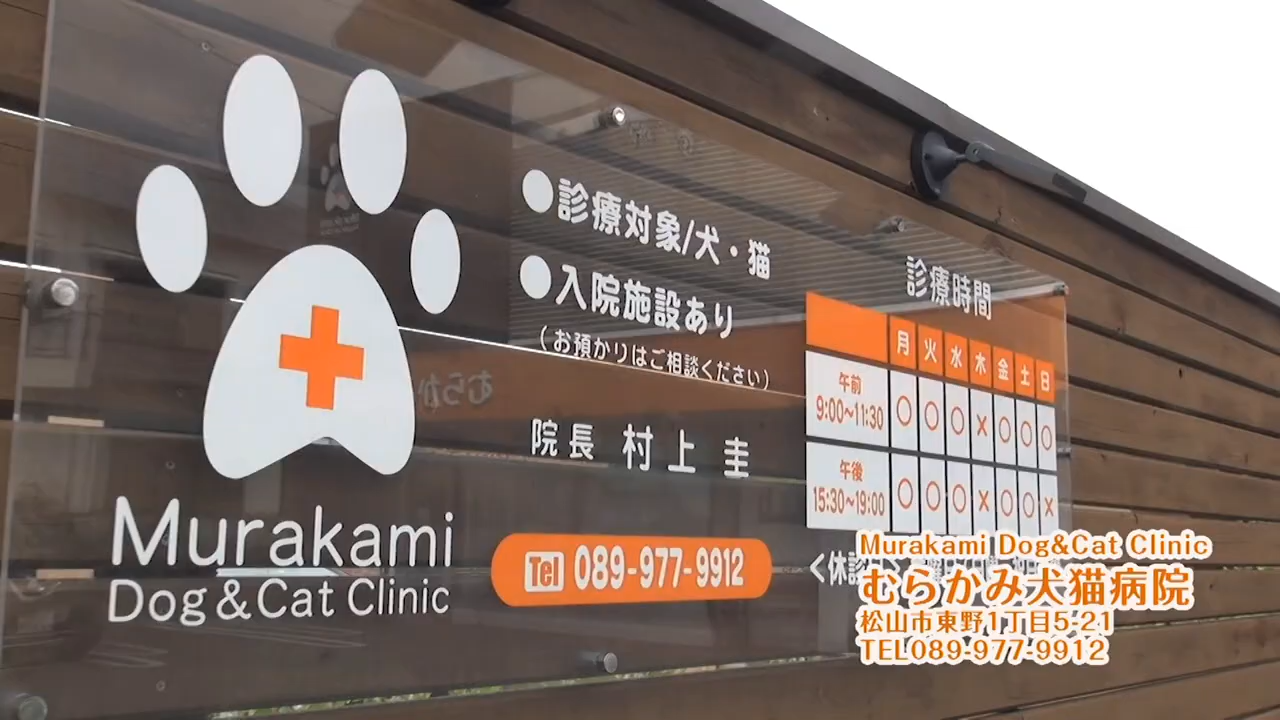 ●診療対象/犬・猫
●入院施設あり
(お預かりはご相談ください)
院長 村上 圭
Tel 089-977-9912
Murakami
Dog&Cat Clinic
診療時間
月 火 水 木 金 土 日
午前
9:00~11:30 ○ ○ ○ × ○ ○ ○
午後
15:30~19:00 ○ ○ ○ × ○ ○ ×
<休診
Murakami Dog&Cat Clinic
むらかみ犬猫病院
松山市東野1丁目5-21
TEL089-977-9912